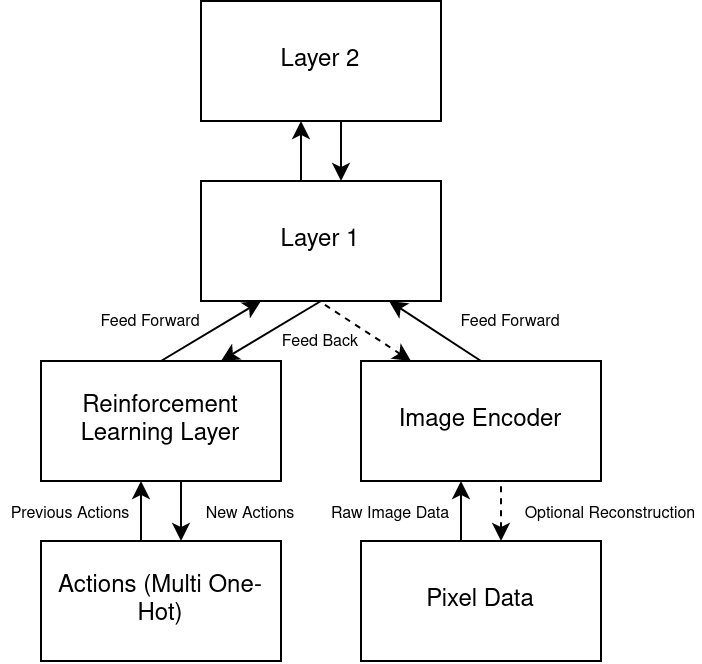 Layer 2
Layer 1
Feed Forward
Feed Forward
Feed Back
Reinforcement
Learning Layer
Image Encoder
Previous Actions
New Actions
Raw Image Data
Optional Reconstruction
Actions (Multi One-
Hot)
Pixel Data